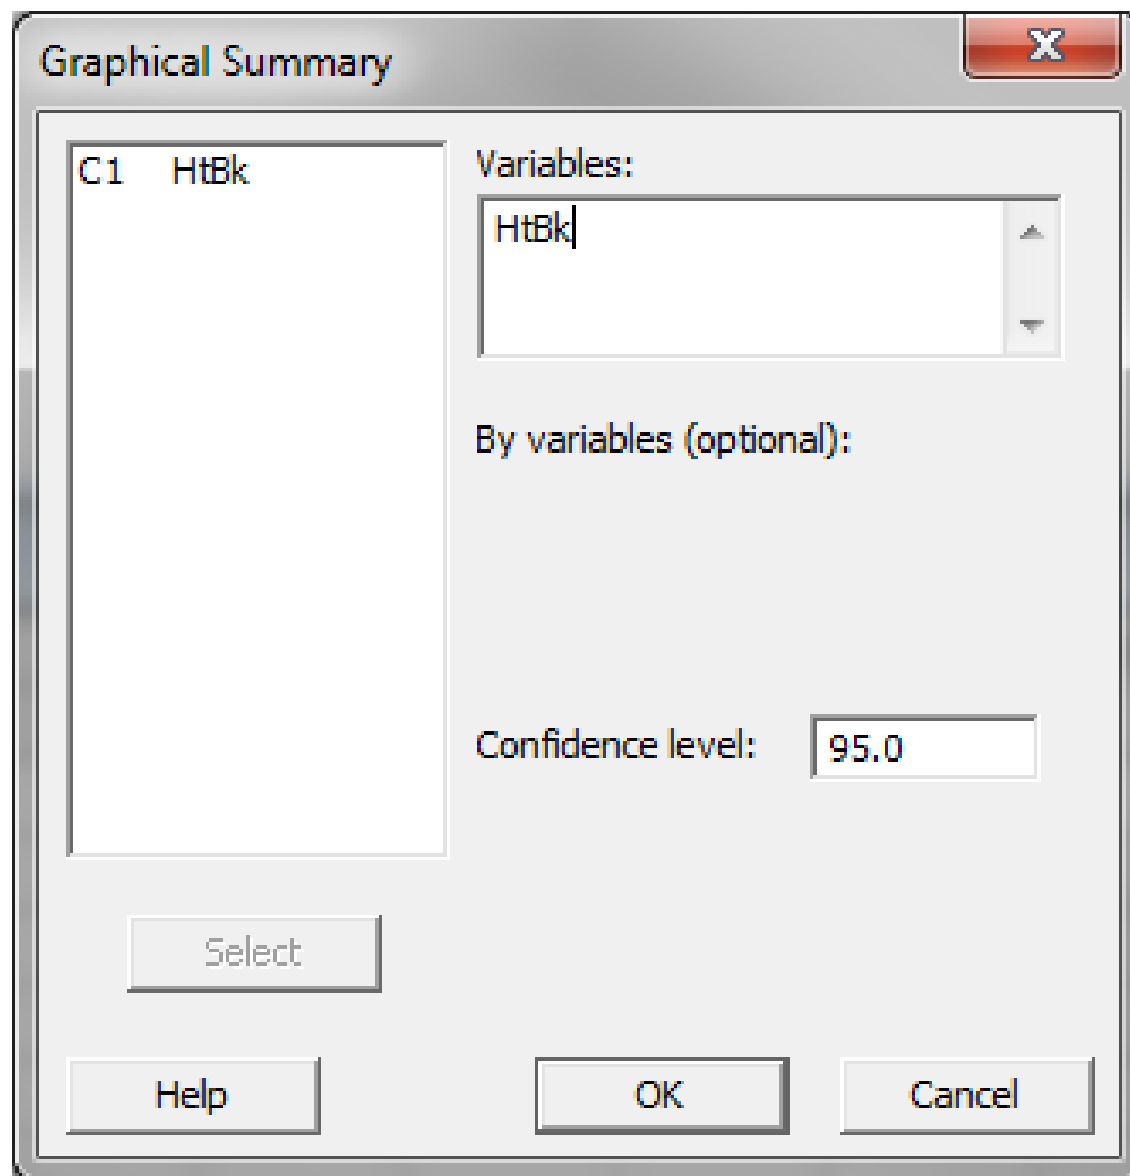 Graphical Summary
C1 HtBk
Variables:
HtBk
By variables (optional):
Confidence level: 95.0
Select
Help OK Cancel